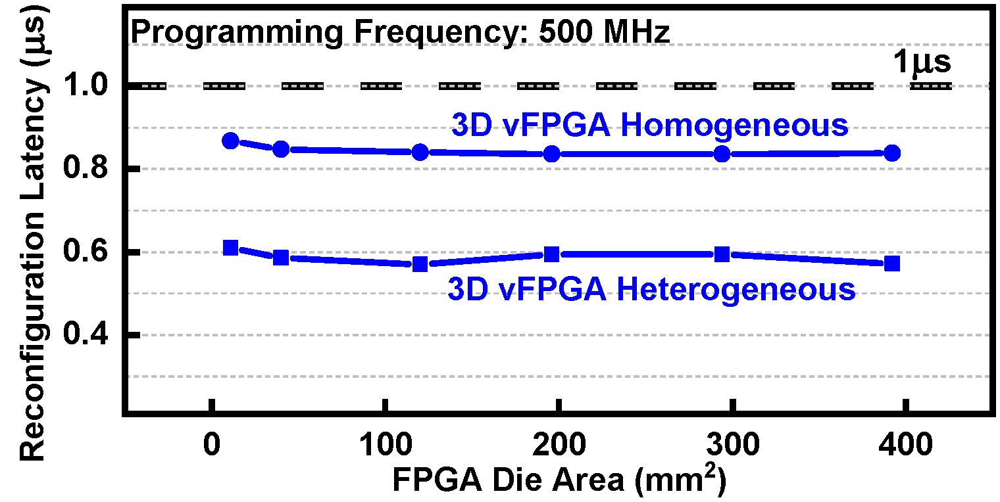 Programming Frequency: 500 MHz
1μs
Reconfiguration Latency (μs)
1.0
0.8
0.6
0.4
3D vFPGA Homogeneous
3D vFPGA Heterogeneous
0 100 200 300 400
FPGA Die Area (mm²)